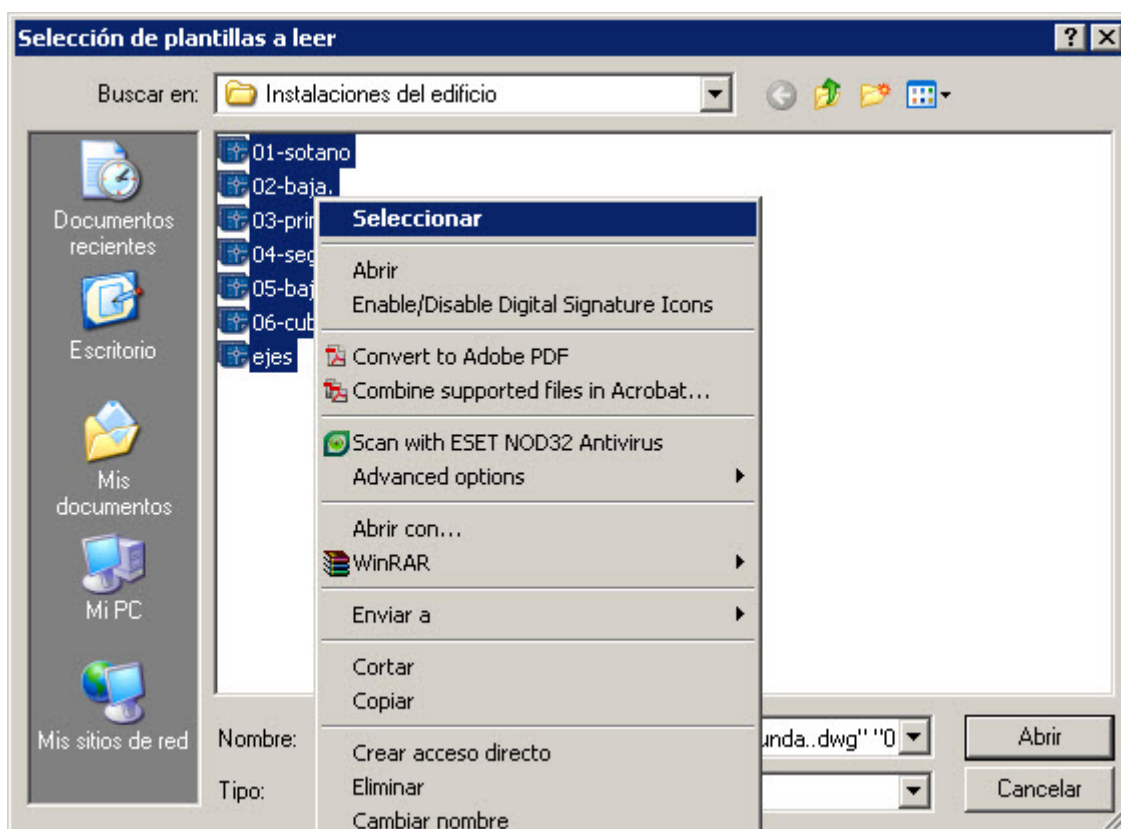 Selección de plantillas a leer
Buscar en:
Instalaciones del edificio
Documentos
recientes
Escritorio
Mis
documentos
Mi PC
Mis sitios de red
01-sotano
02-baja.
03-prir
04-seg
05-baj
06-cub
ejes
Seleccionar
Abrir
Enable/Disable Digital Signature Icons
Convert to Adobe PDF
Combine supported files in Acrobat...
Scan with ESET NOD32 Antivirus
Advanced options
Abrir con...
WinRAR
Enviar a
Cortar
Copiar
Crear acceso directo
Eliminar
Cambiar nombre
Nombre:
unda..dwg" "0
Abrir
Tipo:
Cancelar